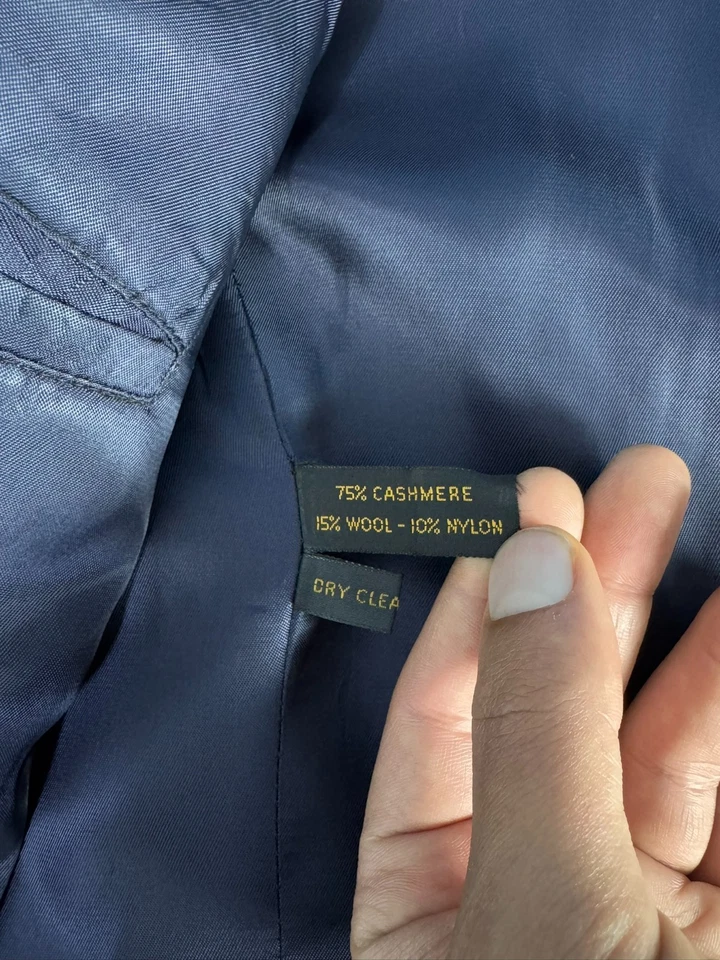 75% CASHMERE
15% WOOL - 10% NYLON
DRY CLEA